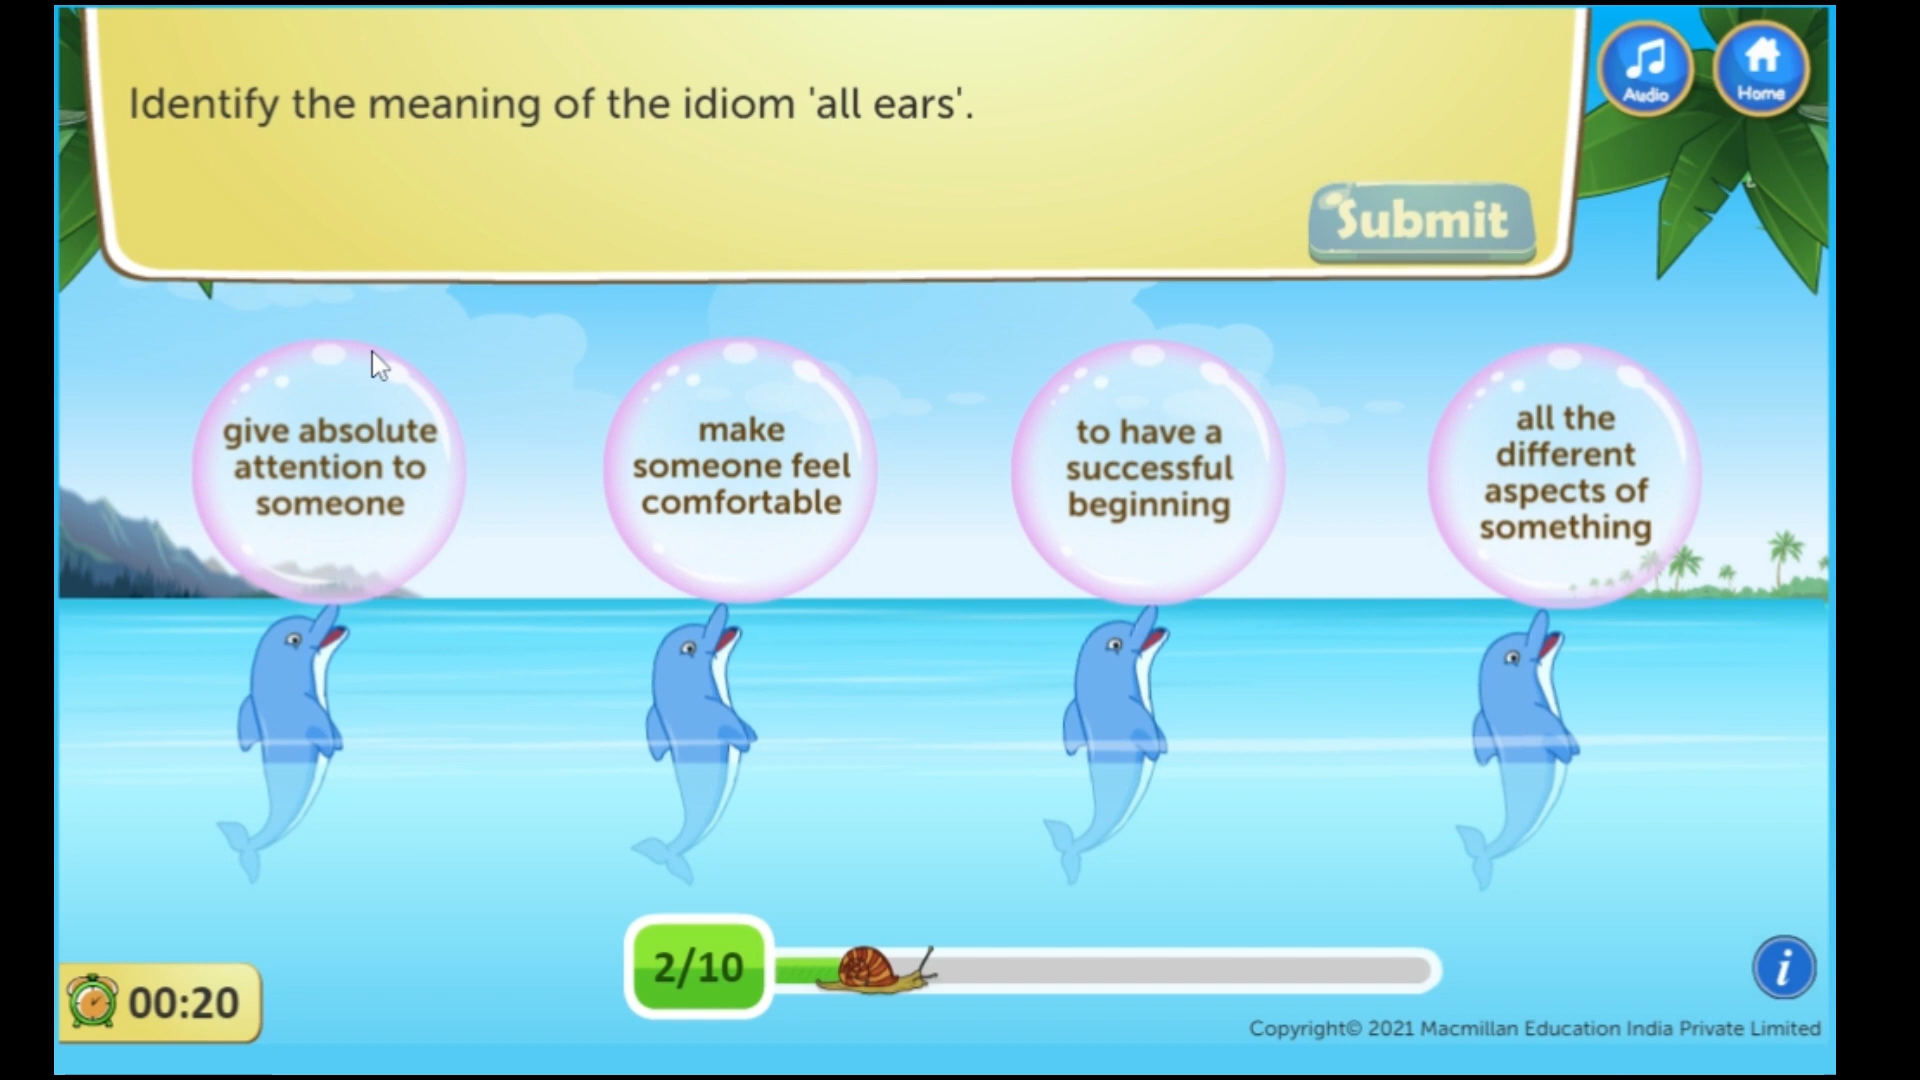 Identify the meaning of the idiom 'all ears'.
Audio
Home
Submit
give absolute
attention to
someone
make
someone feel
comfortable
to have a
successful
beginning
all the
different
aspects of
something
2/10
00:20
i
Copyright© 2021 Macmillan Education India Private Limited